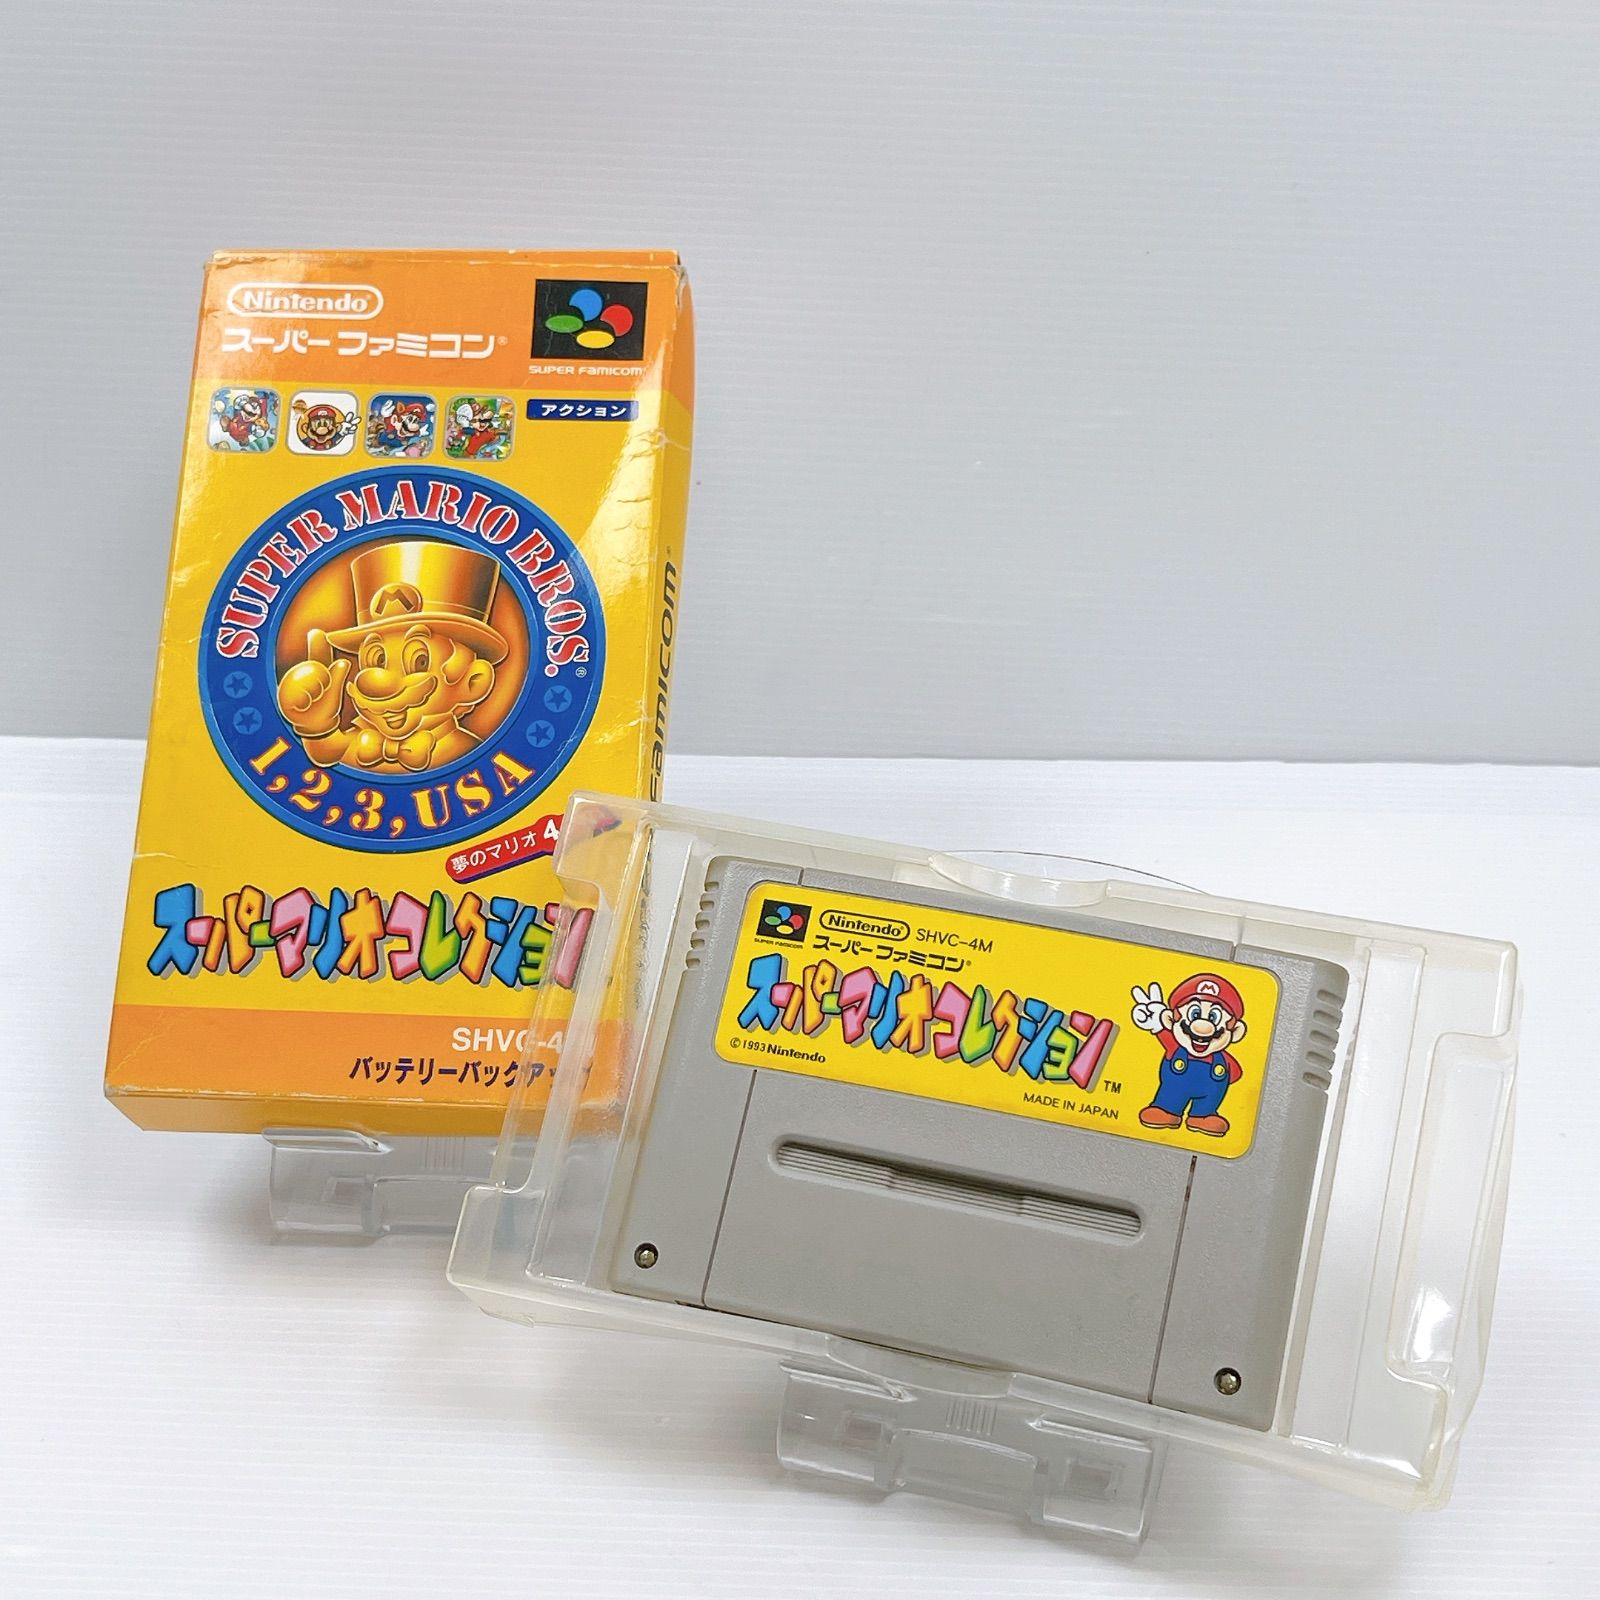 Nintendo®
スーパーファミコン®
SUPER FAMICOM
アクション
SUPER MARIO BROS.®
1,2,3,USA
夢のマリオ4
スーパーマリオコレクション
SHVC-4
バッテリーバックアップ
Famicom®
SUPER FAMICOM
Nintendo® SHVC-4M
スーパーファミコン®
スーパーマリオコレクション™
©1993 Nintendo
MADE IN JAPAN